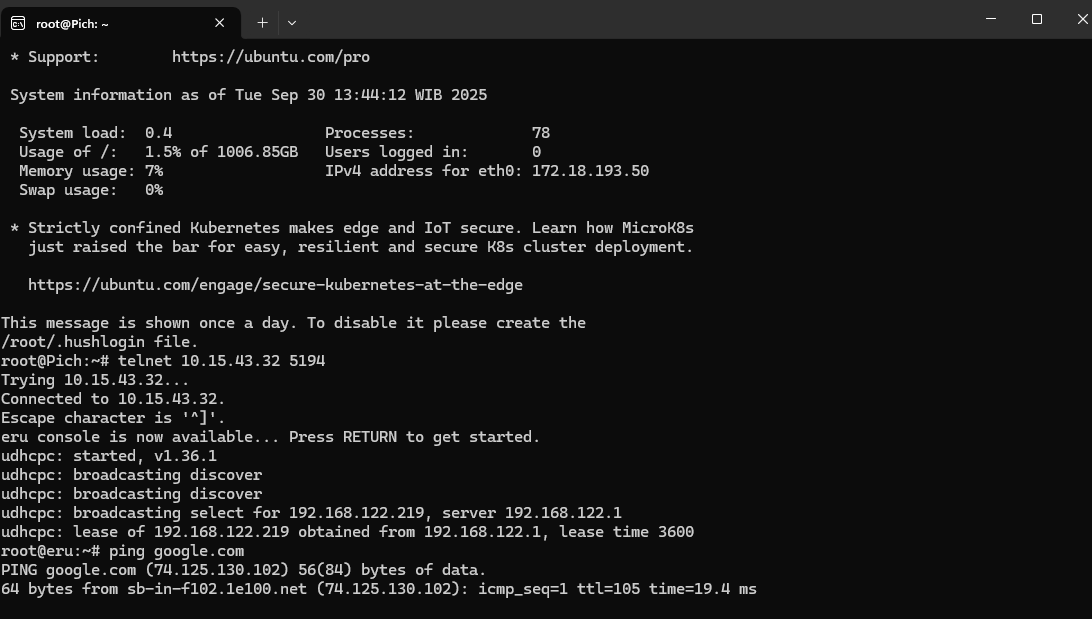 root@Pich: ~
* Support:        https://ubuntu.com/pro
System information as of Tue Sep 30 13:44:12 WIB 2025
System load:  0.4                 Processes:             78
Usage of /:   1.5% of 1006.85GB   Users logged in:       0
Memory usage: 7%                  IPv4 address for eth0: 172.18.193.50
Swap usage:   0%
* Strictly confined Kubernetes makes edge and IoT secure. Learn how MicroK8s
just raised the bar for easy, resilient and secure K8s cluster deployment.
https://ubuntu.com/engage/secure-kubernetes-at-the-edge
This message is shown once a day. To disable it please create the
/root/.hushlogin file.
root@Pich:~# telnet 10.15.43.32 5194
Trying 10.15.43.32...
Connected to 10.15.43.32.
Escape character is '^]'.
eru console is now available... Press RETURN to get started.
udhcpc: started, v1.36.1
udhcpc: broadcasting discover
udhcpc: broadcasting discover
udhcpc: broadcasting select for 192.168.122.219, server 192.168.122.1
udhcpc: lease of 192.168.122.219 obtained from 192.168.122.1, lease time 3600
root@eru:~# ping google.com
PING google.com (74.125.130.102) 56(84) bytes of data.
64 bytes from sb-in-f102.1e100.net (74.125.130.102): icmp_seq=1 ttl=105 time=19.4 ms